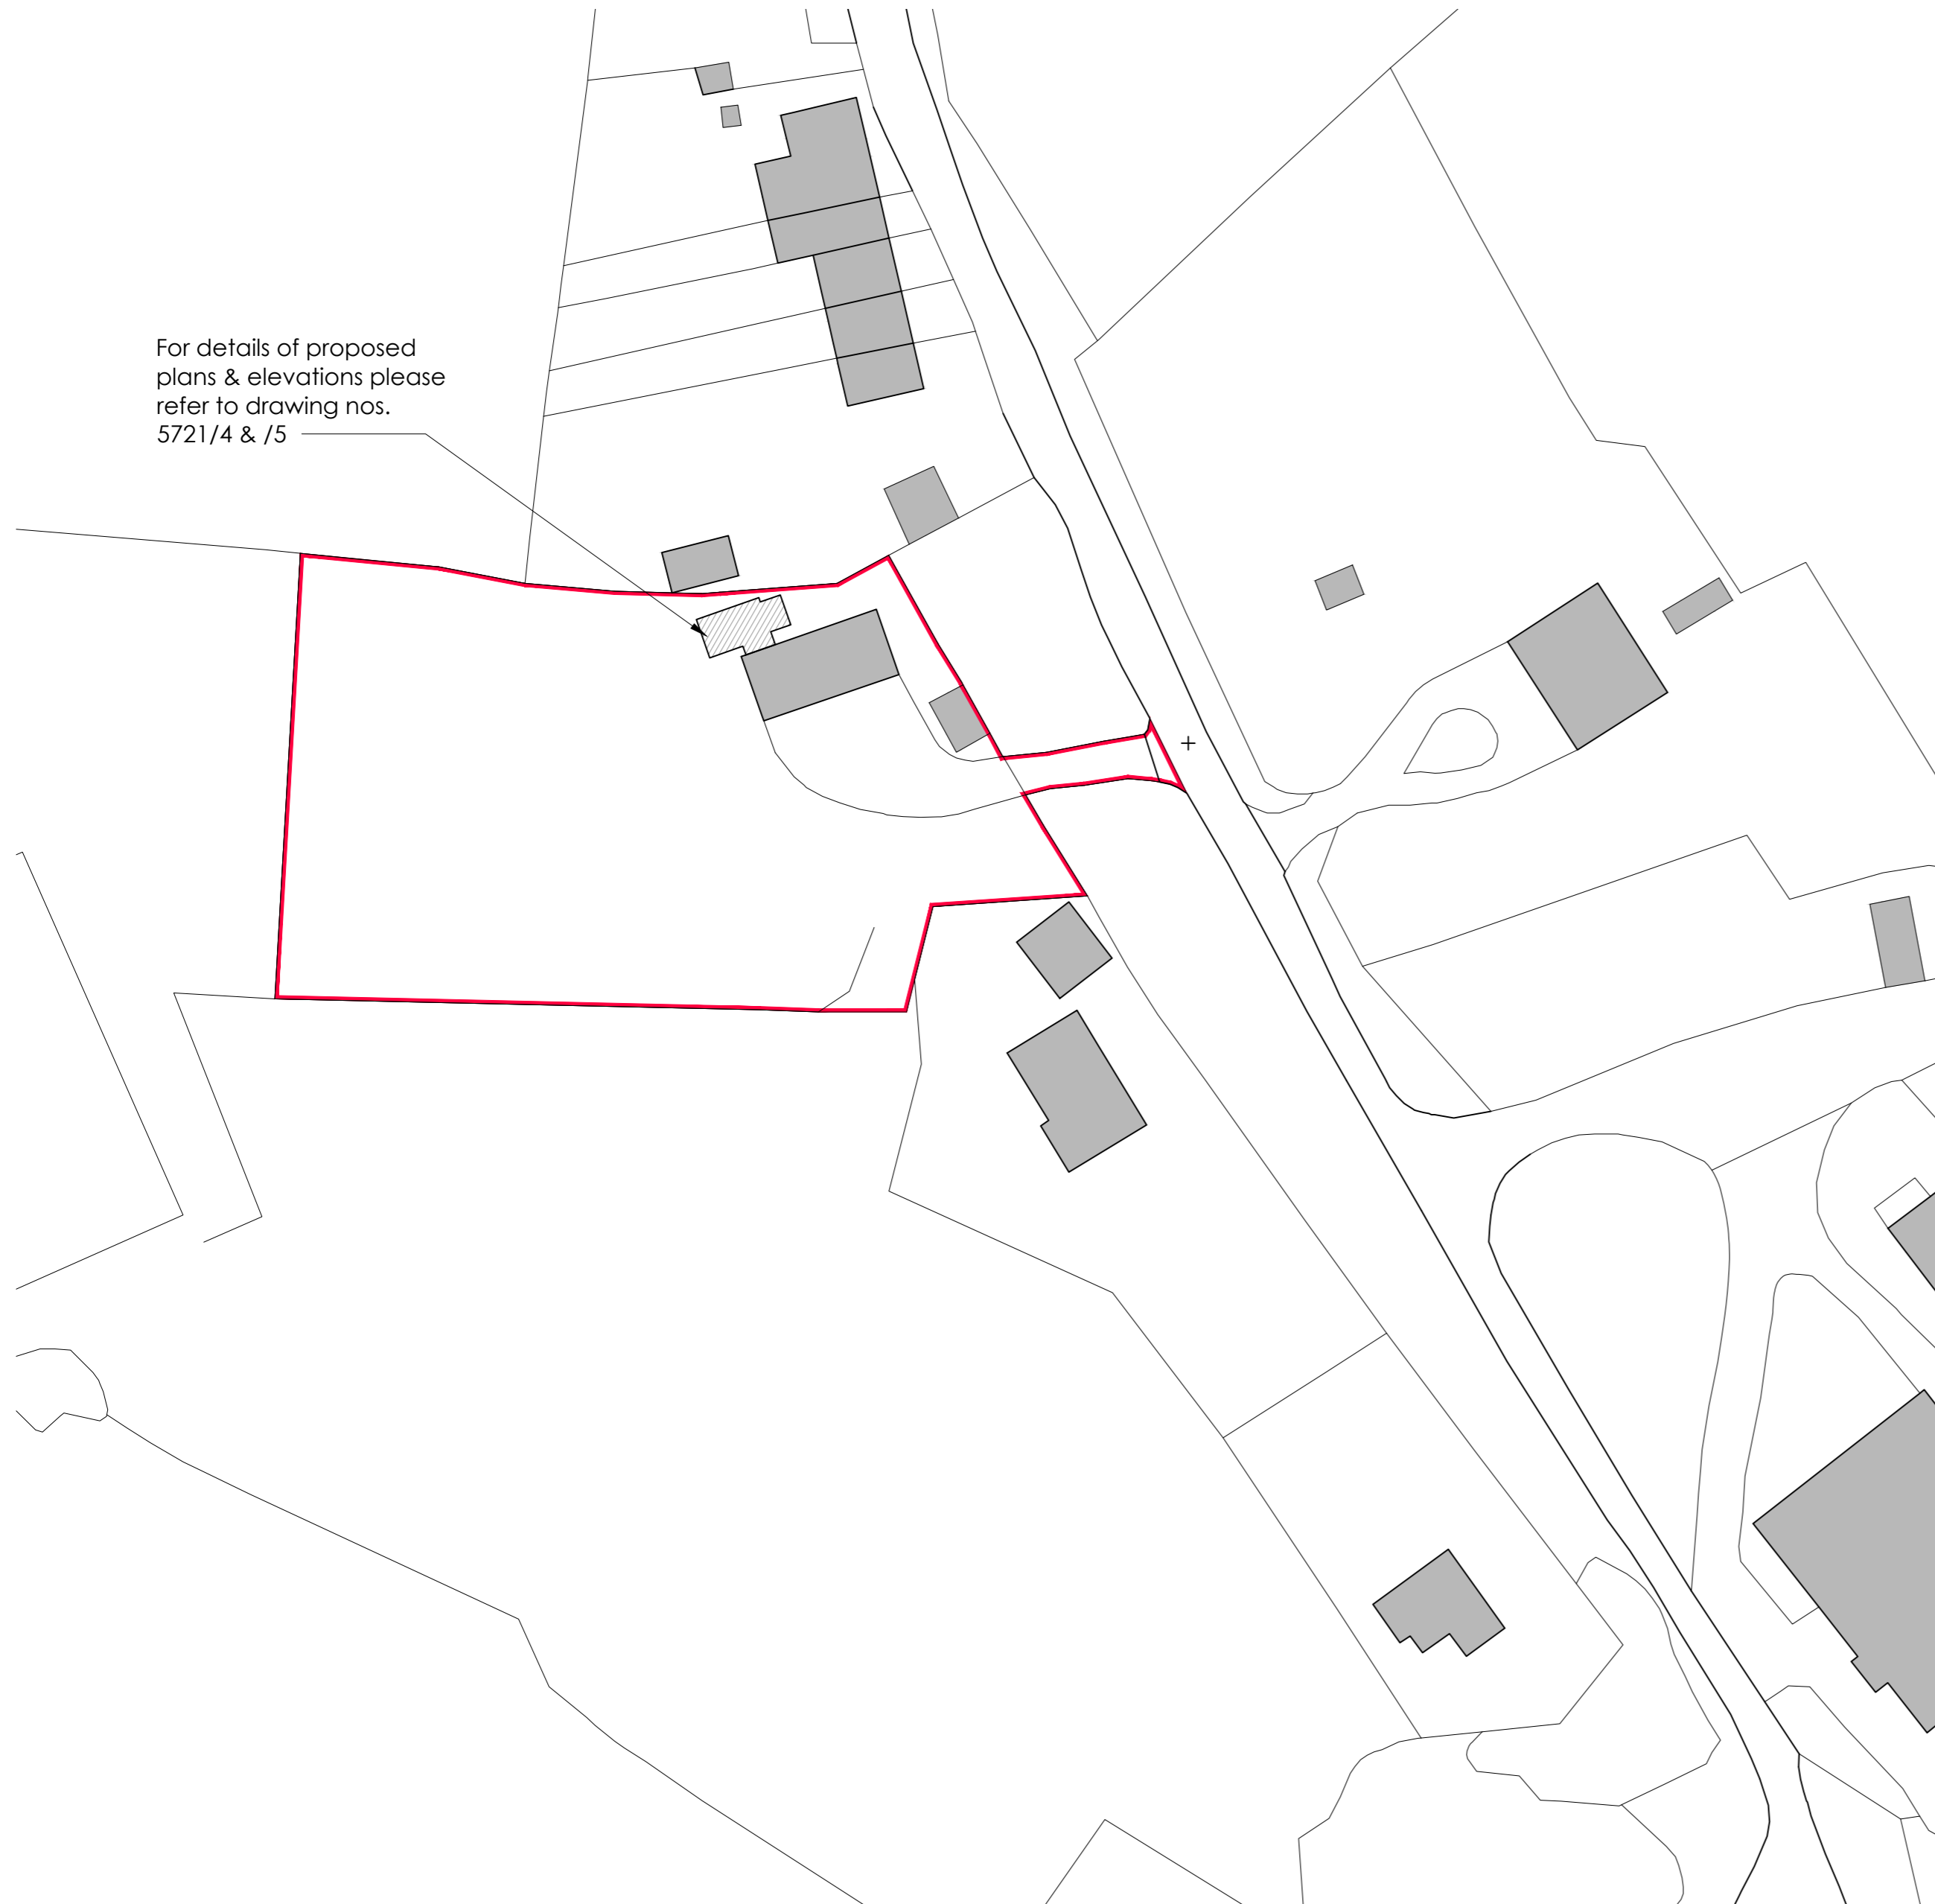 For details of proposed
plans & elevations please
refer to drawing nos.
5721/4 & /5